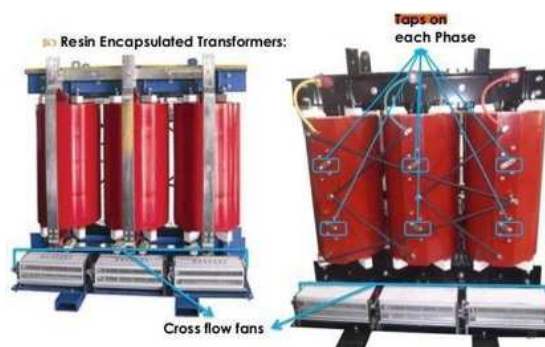 Resin Encapsulated Transformers:
Taps on
each Phase
Cross flow fans